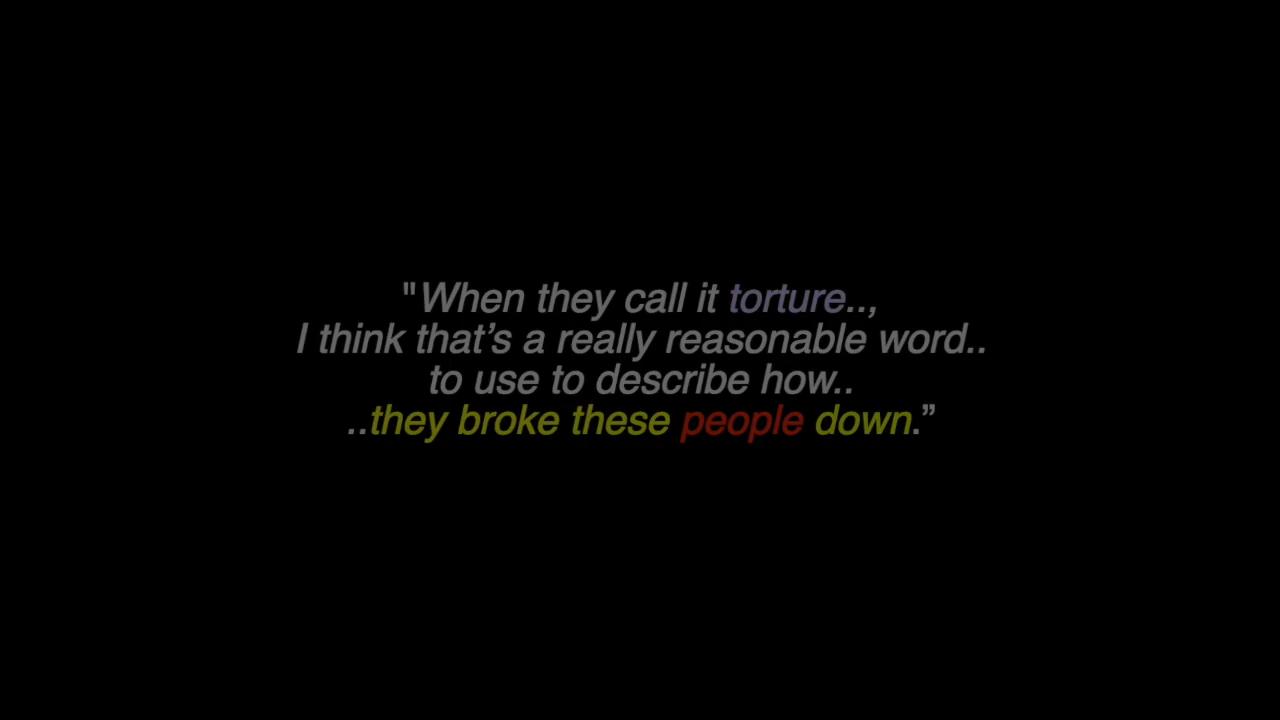 "When they call it torture..,
I think that’s a really reasonable word..
to use to describe how..
..they broke these people down.”